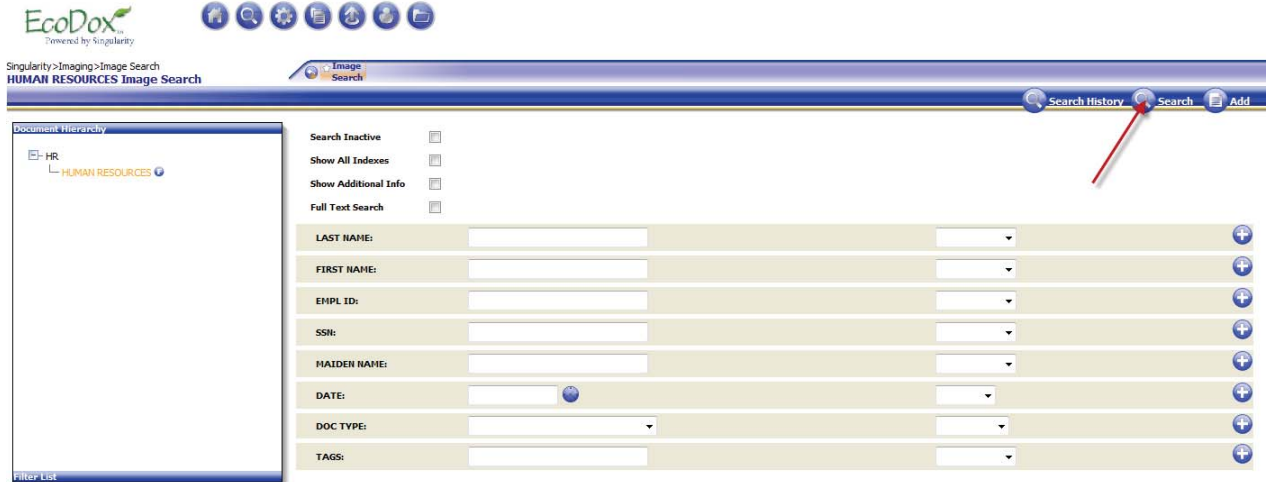 EcoDox
Powered by Singularity
Singularity>Imaging>Image Search
HUMAN RESOURCES Image Search
Image
Search
Search History
Search
Add
Document Hierarchy
HR
HUMAN RESOURCES
Filter List
Search Inactive
Show All Indexes
Show Additional Info
Full Text Search
LAST NAME:
FIRST NAME:
EMPL ID:
SSN:
MAIDEN NAME:
DATE:
DOC TYPE:
TAGS: